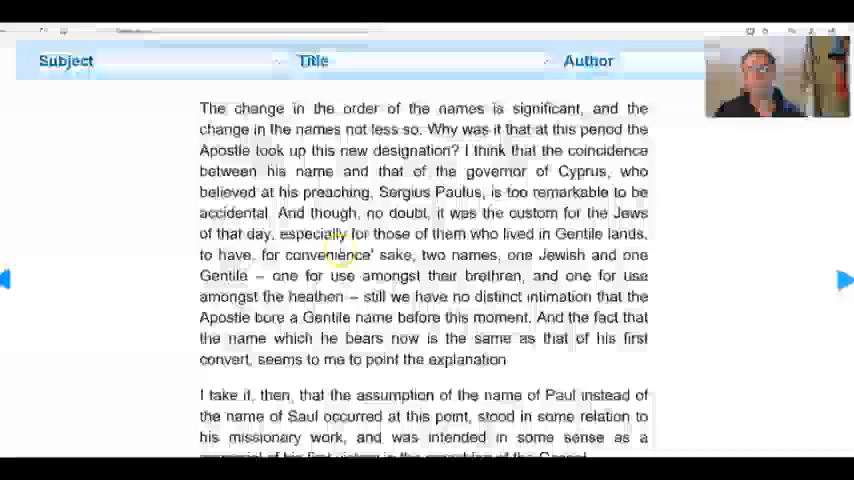 Subject Title Author
The change in the order of the names is significant, and the
change in the names not less so. Why was it that at this period the
Apostle took up this new designation? I think that the coincidence
between his name and that of the governor of Cyprus, who
believed at his preaching, Sergius Paulus, is too remarkable to be
accidental. And though, no doubt, it was the custom for the Jews
of that day, especially for those of them who lived in Gentile lands,
to have, for convenience' sake, two names, one Jewish and one
Gentile – one for use amongst their brethren, and one for use
amongst the heathen – still we have no distinct intimation that the
Apostle bore a Gentile name before this moment. And the fact that
the name which he bears now is the same as that of his first
convert, seems to me to point the explanation
I take it, then, that the assumption of the name of Paul instead of
the name of Saul occurred at this point, stood in some relation to
his missionary work, and was intended in some sense as a